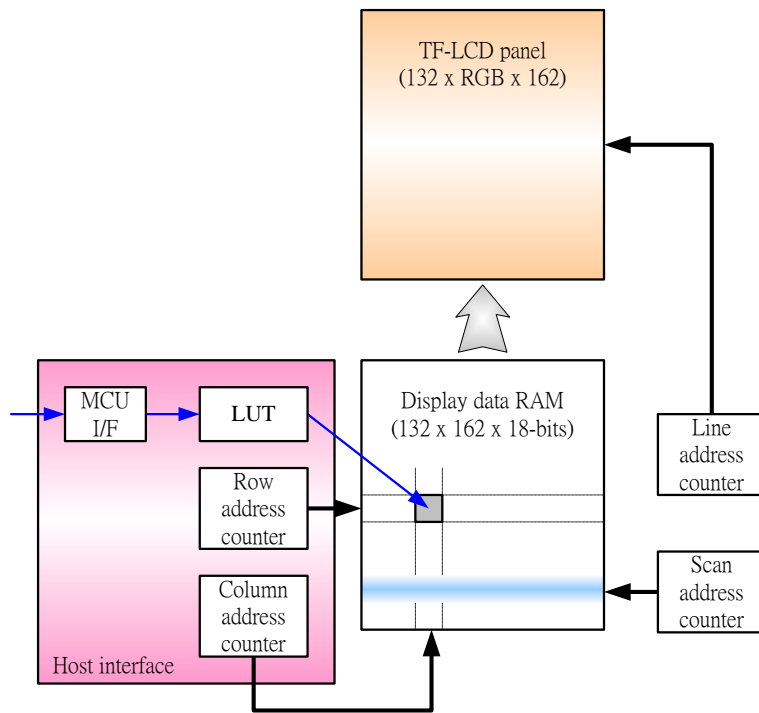 TF-LCD panel
(132 x RGB x 162)
MCU
I/F
LUT
Display data RAM
(132 x 162 x 18-bits)
Line
address
counter
Row
address
counter
Scan
address
counter
Column
address
counter
Host interface